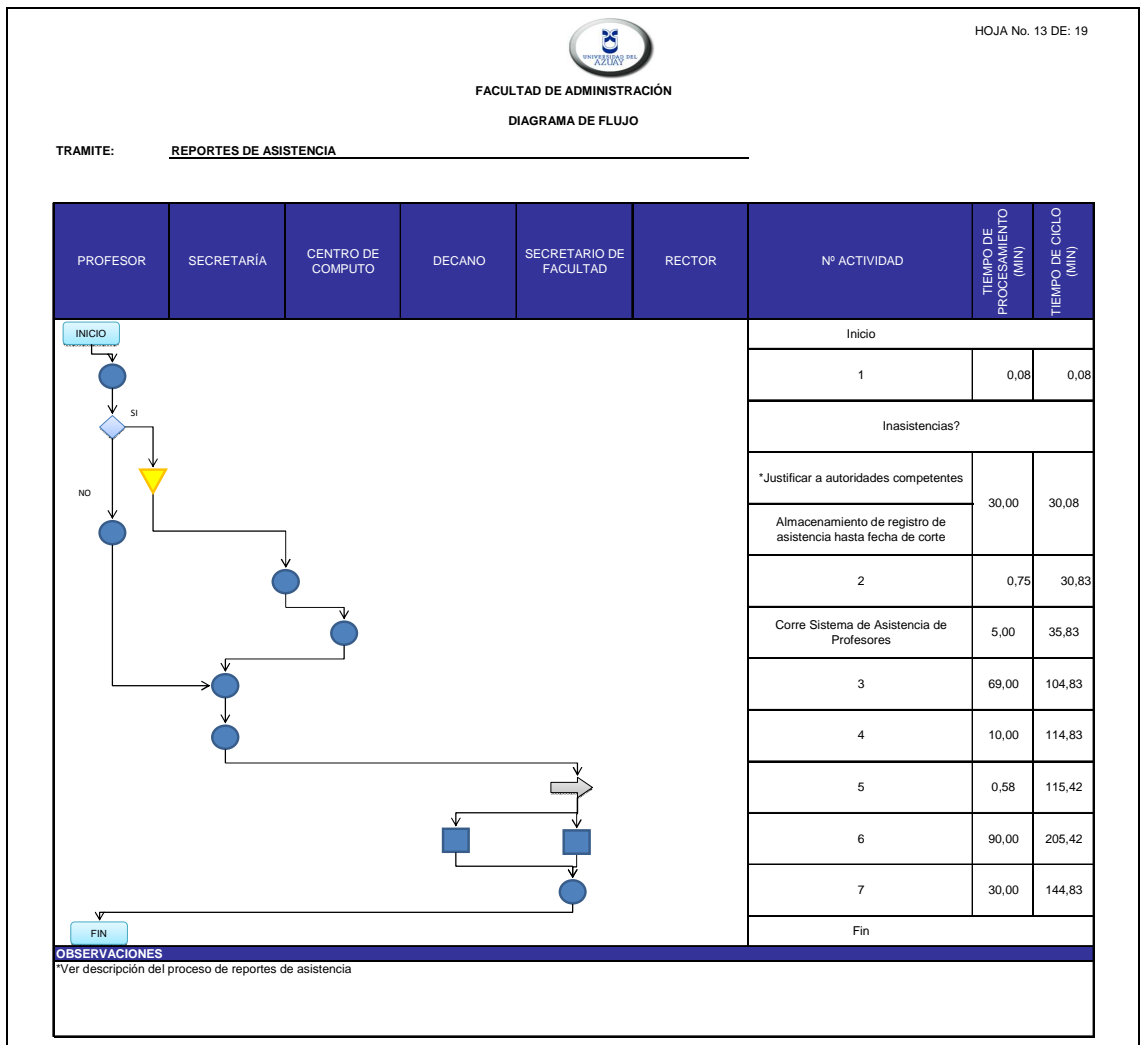 HOJA No. 13 DE: 19
UNIVERSIDAD DEL
AZUAY
FACULTAD DE ADMINISTRACIÓN
DIAGRAMA DE FLUJO
TRAMITE: REPORTES DE ASISTENCIA
PROFESOR
SECRETARÍA
CENTRO DE
COMPUTO
DECANO
SECRETARIO DE
FACULTAD
RECTOR
Nº ACTIVIDAD
TIEMPO DE
PROCESAMIENTO
(MIN)
TIEMPO DE CICLO
(MIN)
INICIO
SI
NO
FIN
Inicio
1 0,08 0,08
Inasistencias?
*Justificar a autoridades competentes
30,00 30,08
Almacenamiento de registro de
asistencia hasta fecha de corte
2 0,75 30,83
Corre Sistema de Asistencia de
Profesores
5,00 35,83
3 69,00 104,83
4 10,00 114,83
5 0,58 115,42
6 90,00 205,42
7 30,00 144,83
Fin
OBSERVACIONES
*Ver descripción del proceso de reportes de asistencia